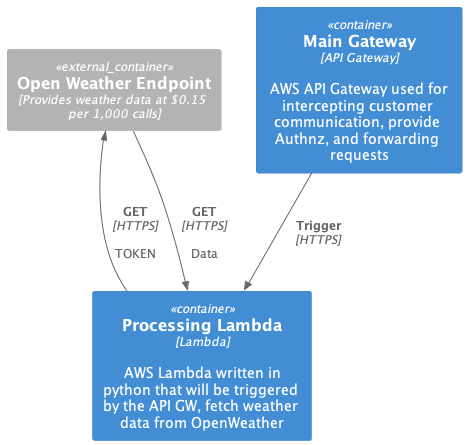 «container»
Main Gateway
[API Gateway]
AWS API Gateway used for
intercepting customer
communication, provide
Authnz, and forwarding
requests
«external_container»
Open Weather Endpoint
[Provides weather data at $0.15
per 1,000 calls]
GET
[HTTPS]
TOKEN
GET
[HTTPS]
Data
Trigger
[HTTPS]
«container»
Processing Lambda
[Lambda]
AWS Lambda written in
python that will be triggered
by the API GW, fetch weather
data from OpenWeather